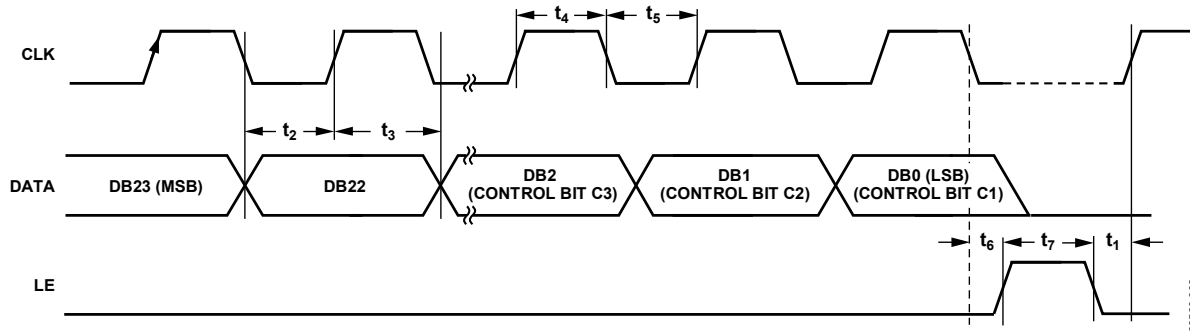 t4 t5
CLK
t2 t3
DATA
DB23 (MSB)
DB22
DB2
(CONTROL BIT C3)
DB1
(CONTROL BIT C2)
DB0 (LSB)
(CONTROL BIT C1)
t6 t7 t1
LE